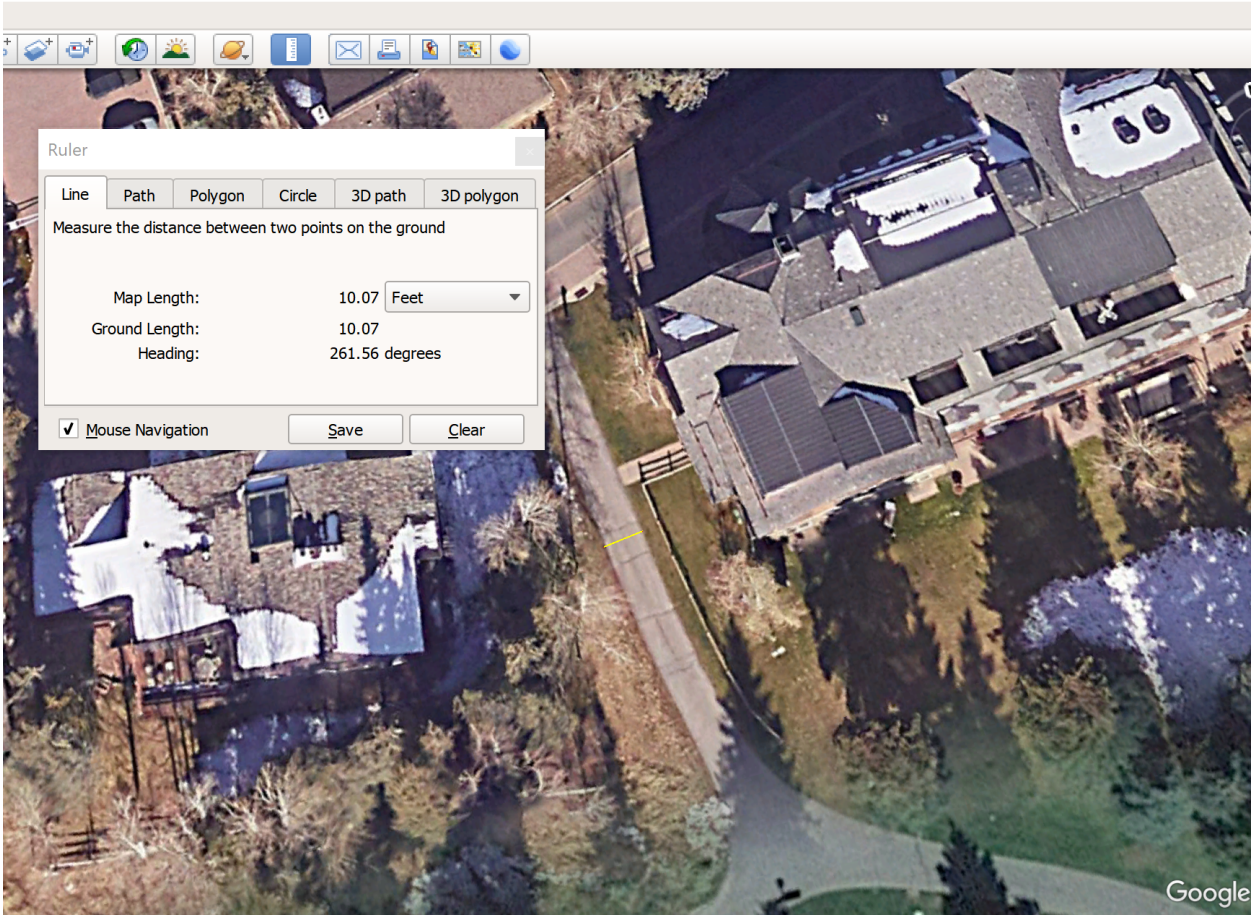 Ruler
Line Path Polygon Circle 3D path 3D polygon
Measure the distance between two points on the ground
Map Length: 10.07 Feet
Ground Length: 10.07
Heading: 261.56 degrees
Mouse Navigation Save Clear
Google